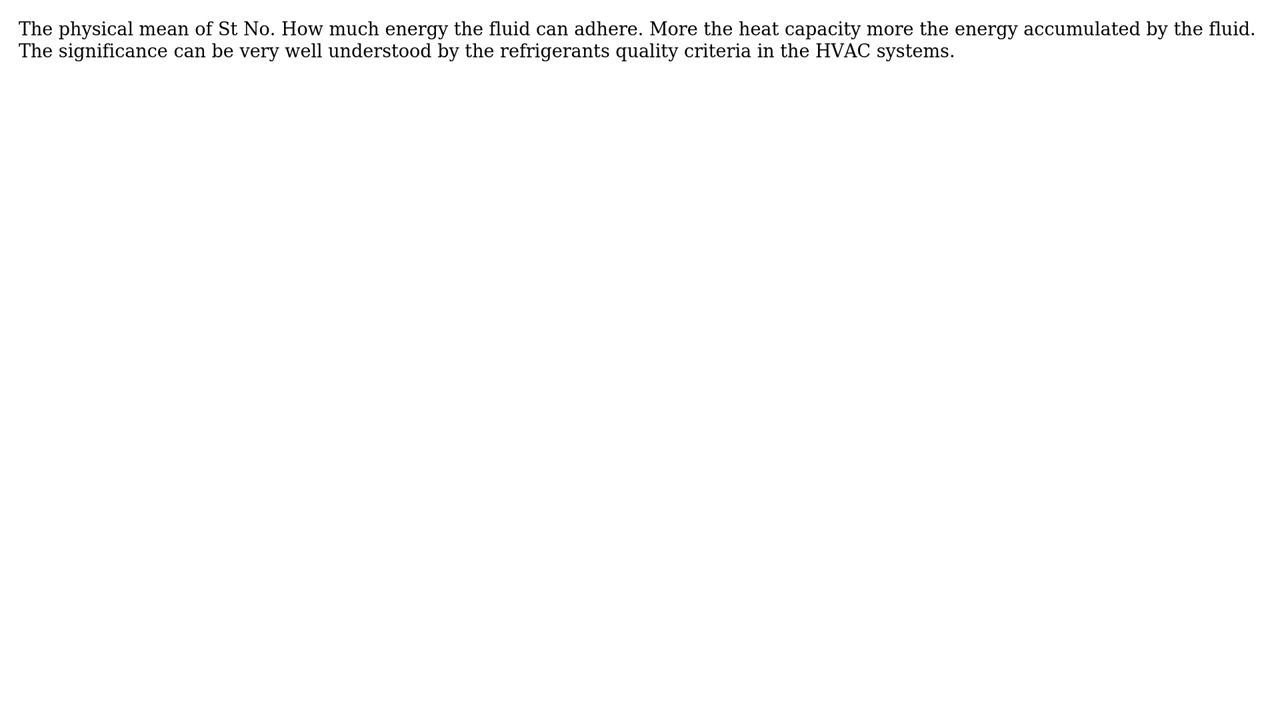 The physical mean of St No. How much energy the fluid can adhere. More the heat capacity more the energy accumulated by the fluid.
The significance can be very well understood by the refrigerants quality criteria in the HVAC systems.